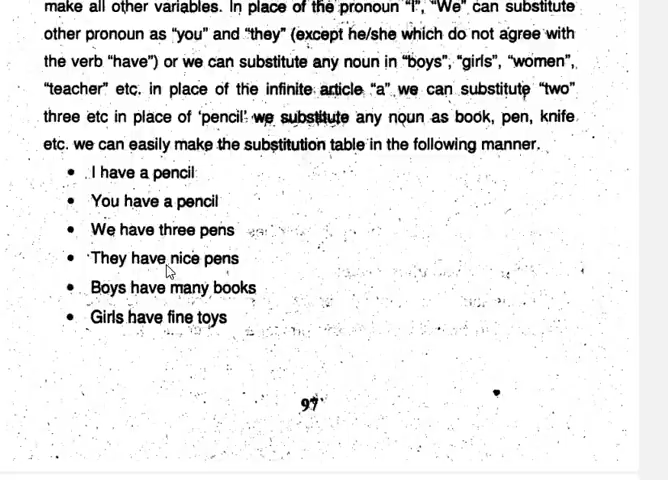 make all other variables. In place of the pronoun "I", "We" can substitute
other pronoun as "you" and "they" (except he/she which do not agree with
the verb "have") or we can substitute any noun in "boys", "girls", "women",
"teacher" etc. in place of the infinite article "a" we can substitute "two"
three etc in place of 'pencil' we substitute any noun as book, pen, knife
etc. we can easily make the substitution table in the following manner.
• I have a pencil
• You have a pencil
• We have three pens
• They have nice pens
• Boys have many books
• Girls have fine toys
97